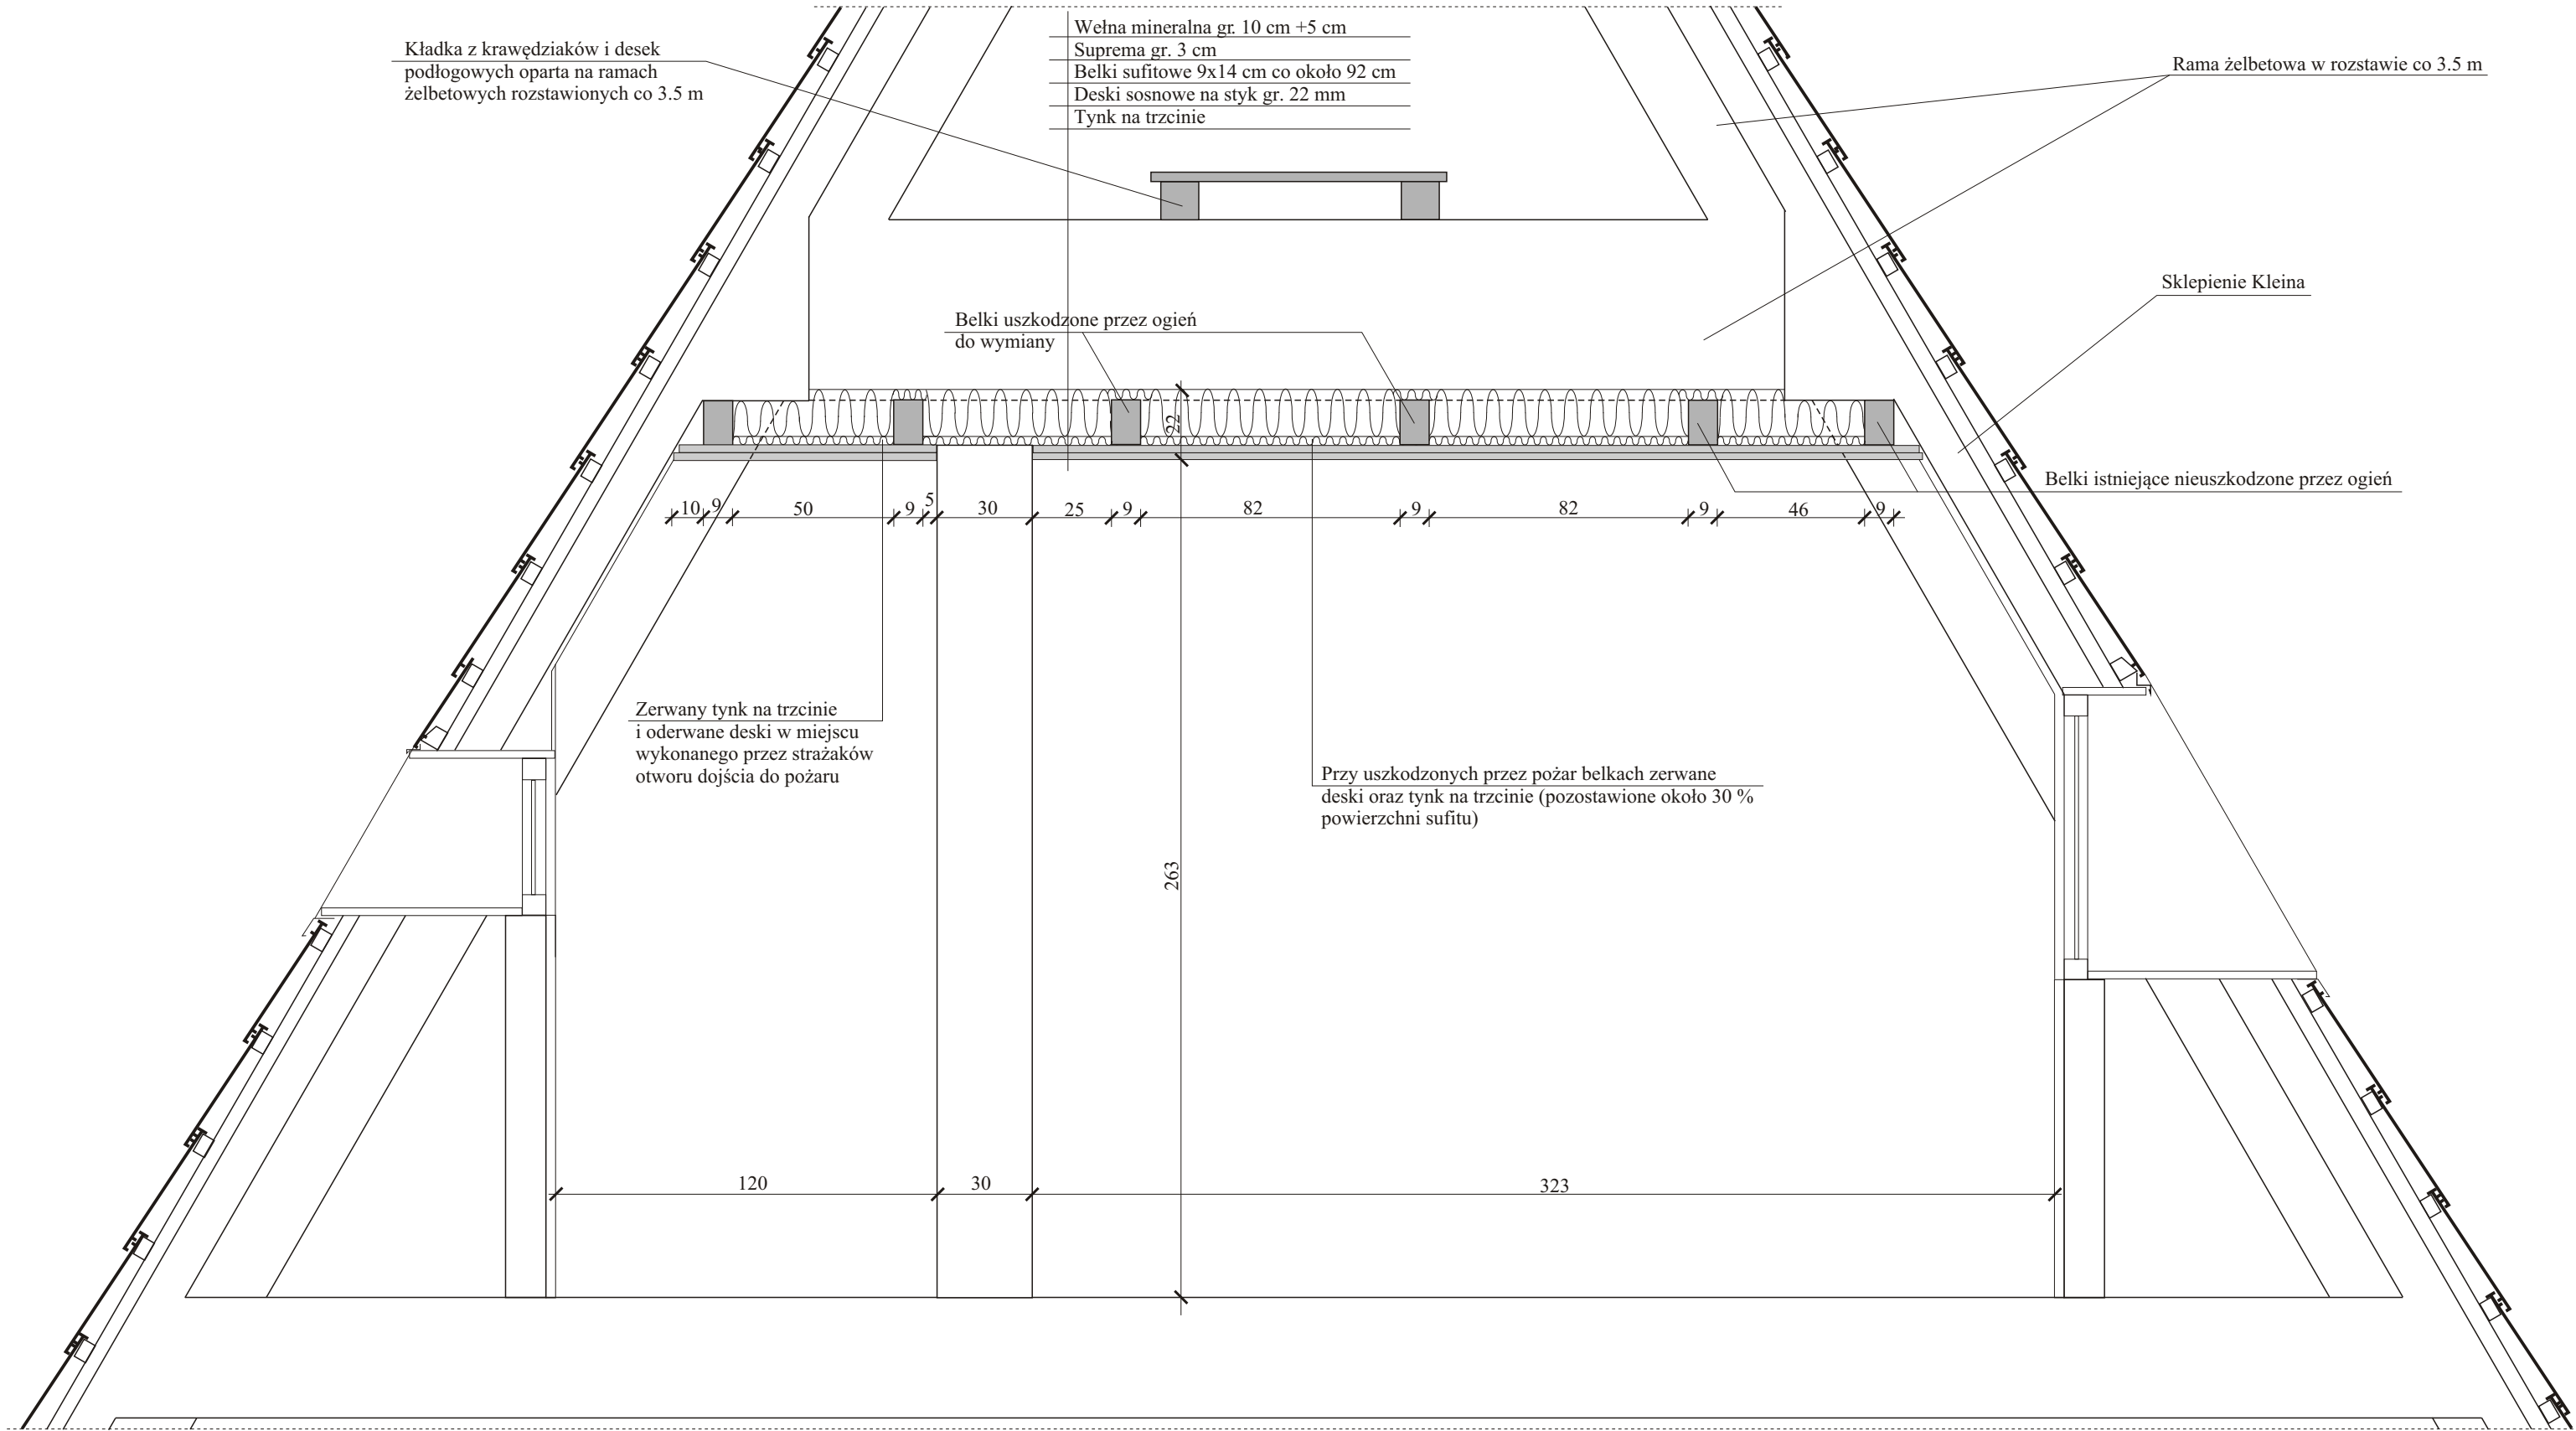 Kładka z krawędziaków i desek
podłogowych oparta na ramach
żelbetowych rozstawionych co 3.5 m
Wełna mineralna gr. 10 cm +5 cm
Suprema gr. 3 cm
Belki sufitowe 9x14 cm co około 92 cm
Deski sosnowe na styk gr. 22 mm
Tynk na trzcinie
Rama żelbetowa w rozstawie co 3.5 m
Sklepienie Kleina
Belki uszkodzone przez ogień
do wymiany
22
Belki istniejące nieuszkodzone przez ogień
10 9 50 9 5 30 25 9 82 9 82 9 46 9
Zerwany tynk na trzcinie
i oderwane deski w miejscu
wykonanego przez strażaków
otworu dojścia do pożaru
Przy uszkodzonych przez pożar belkach zerwane
deski oraz tynk na trzcinie (pozostawione około 30 %
powierzchni sufitu)
263
120 30 323